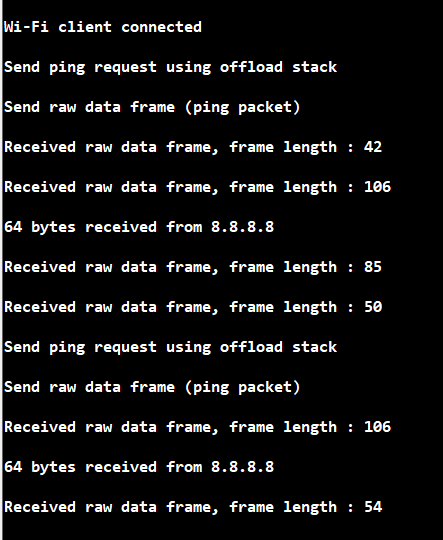 Wi-Fi client connected
Send ping request using offload stack
Send raw data frame (ping packet)
Received raw data frame, frame length : 42
Received raw data frame, frame length : 106
64 bytes received from 8.8.8.8
Received raw data frame, frame length : 85
Received raw data frame, frame length : 50
Send ping request using offload stack
Send raw data frame (ping packet)
Received raw data frame, frame length : 106
64 bytes received from 8.8.8.8
Received raw data frame, frame length : 54